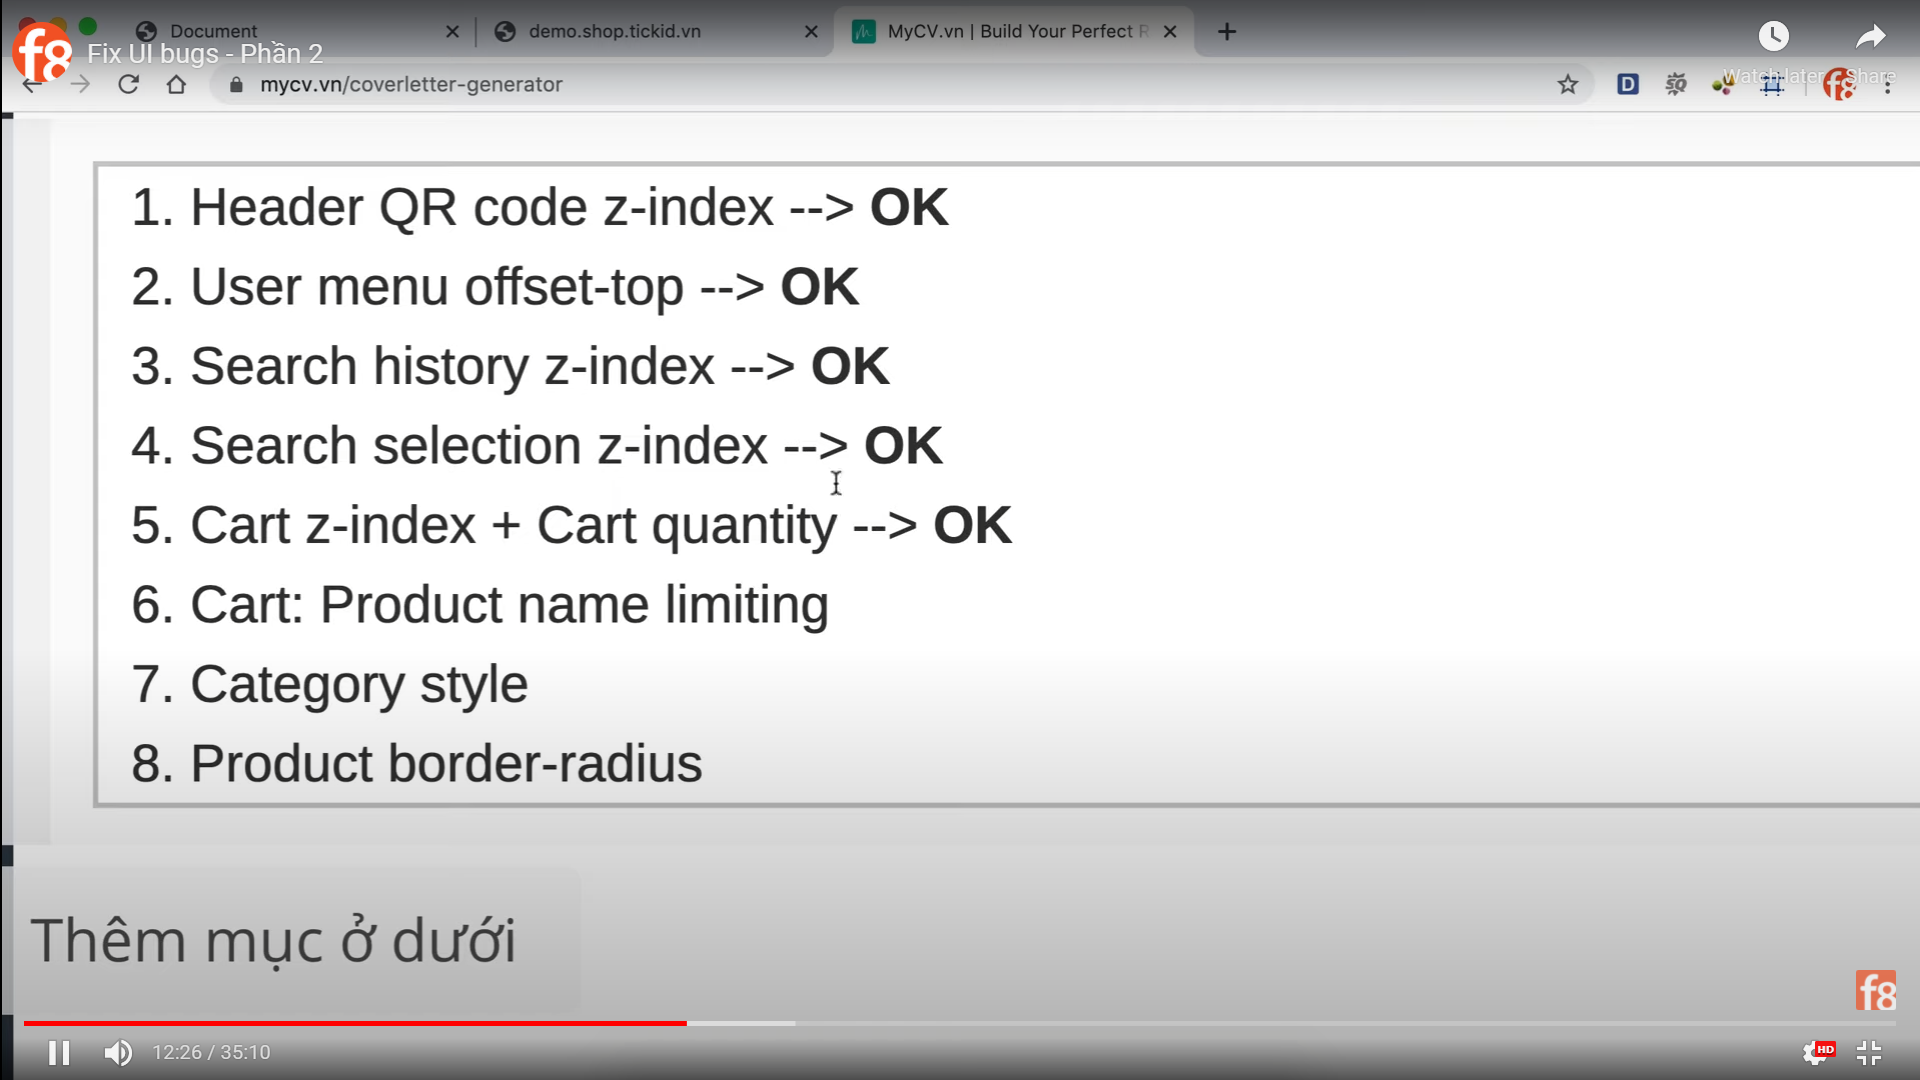 Document
demo.shop.tickid.vn
MyCV.vn | Build Your Perfect R
f8
Fix UI bugs - Phần 2
Watch later
Share
mycv.vn/coverletter-generator
D
f8
1. Header QR code z-index --> OK
2. User menu offset-top --> OK
3. Search history z-index --> OK
4. Search selection z-index --> OK
5. Cart z-index + Cart quantity --> OK
6. Cart: Product name limiting
7. Category style
8. Product border-radius
Thêm mục ở dưới
f8
12:26 / 35:10
HD